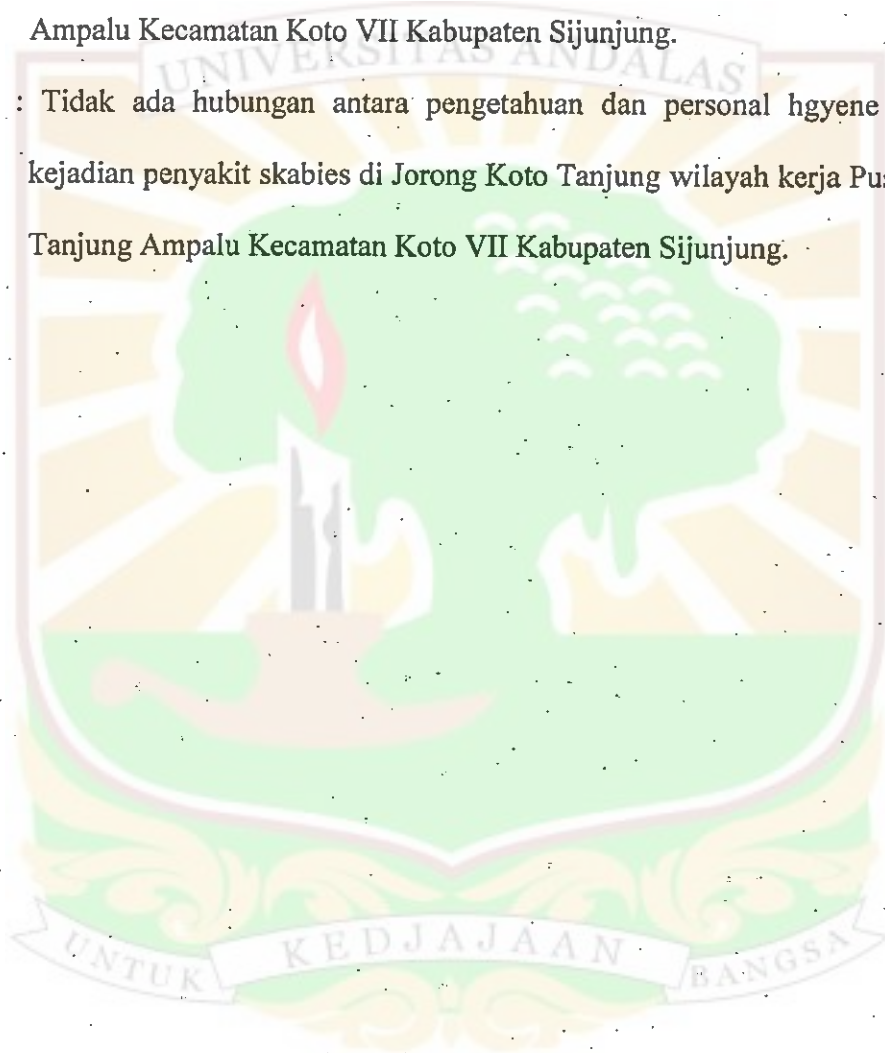 Ampalu Kecamatan Koto VII Kabupaten Sijunjung.
UNIVERSITAS ANDALAS
: Tidak ada hubungan antara pengetahuan dan personal hgyene
kejadian penyakit skabies di Jorong Koto Tanjung wilayah kerja
Tanjung Ampalu Kecamatan Koto VII Kabupaten Sijunjung.
UNTUK KEDJAJAAN BANGSA